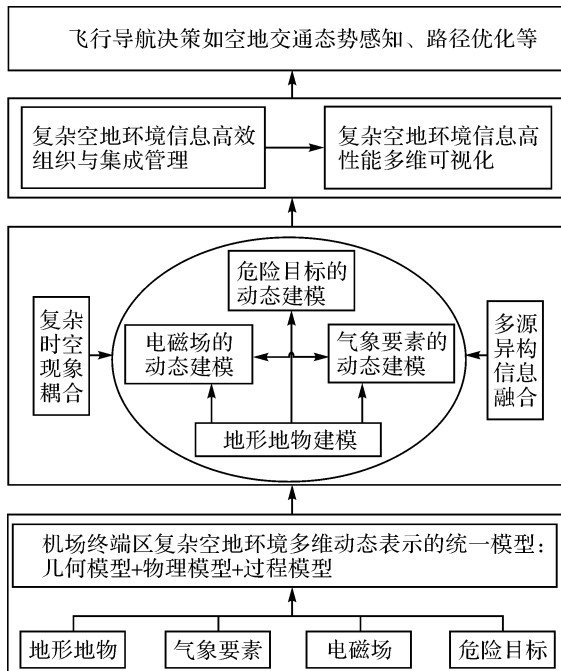 飞行导航决策如空地交通态势感知、路径优化等
复杂空地环境信息高效
组织与集成管理
复杂空地环境信息高
性能多维可视化
危险目标的
动态建模
复杂
时空
现象
耦合
电磁场的
动态建模
气象要素的
动态建模
多源
异构
信息
融合
地形地物建模
机场终端区复杂空地环境多维动态表示的统一模型:
几何模型+物理模型+过程模型
地形地物
气象要素
电磁场
危险目标